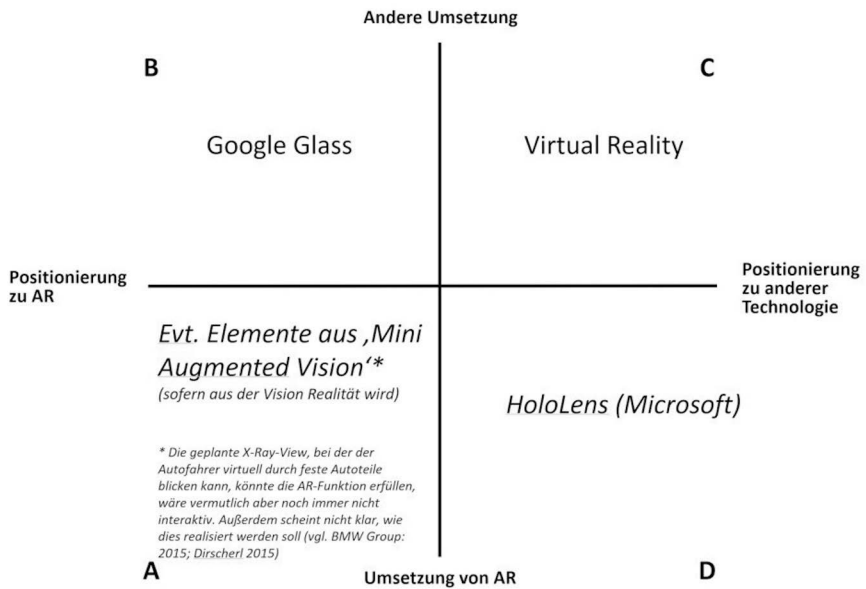 Andere Umsetzung
B
C
Google Glass
Virtual Reality
Positionierung
zu AR
Positionierung
zu anderer
Technologie
Evt. Elemente aus ‚Mini
Augmented Vision‘*
(sofern aus der Vision Realität wird)
HoloLens (Microsoft)
* Die geplante X-Ray-View, bei der der
Autofahrer virtuell durch feste Autoteile
blicken kann, könnte die AR-Funktion erfüllen,
wäre vermutlich aber noch immer nicht
interaktiv. Außerdem scheint nicht klar, wie
dies realisiert werden soll (vgl. BMW Group:
2015; Dirscherl 2015)
A
Umsetzung von AR
D